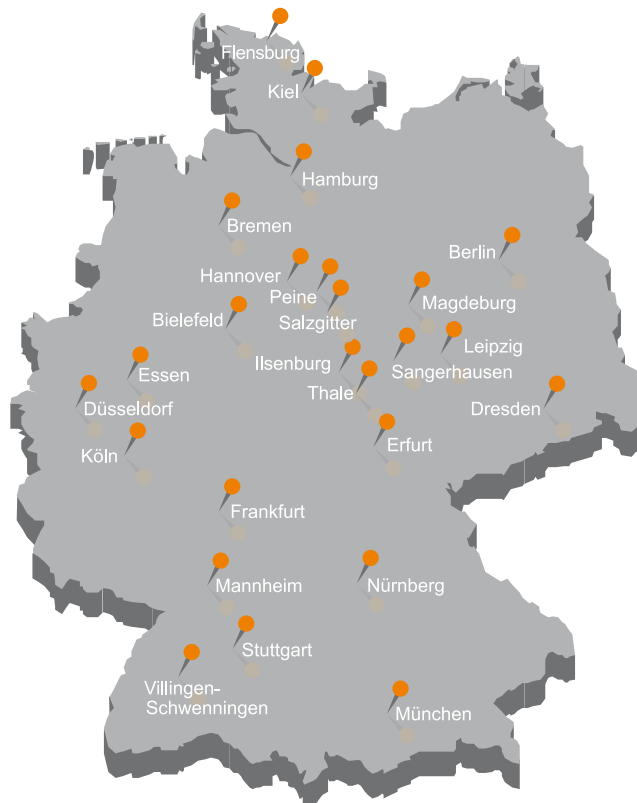 Flensburg
Kiel
Hamburg
Bremen
Berlin
Hannover
Peine
Magdeburg
Bielefeld
Salzgitter
Leipzig
Ilsenburg
Sangerhausen
Essen
Thale
Düsseldorf
Dresden
Erfurt
Köln
Frankfurt
Mannheim
Nürnberg
Stuttgart
Villingen-
Schwenningen
München